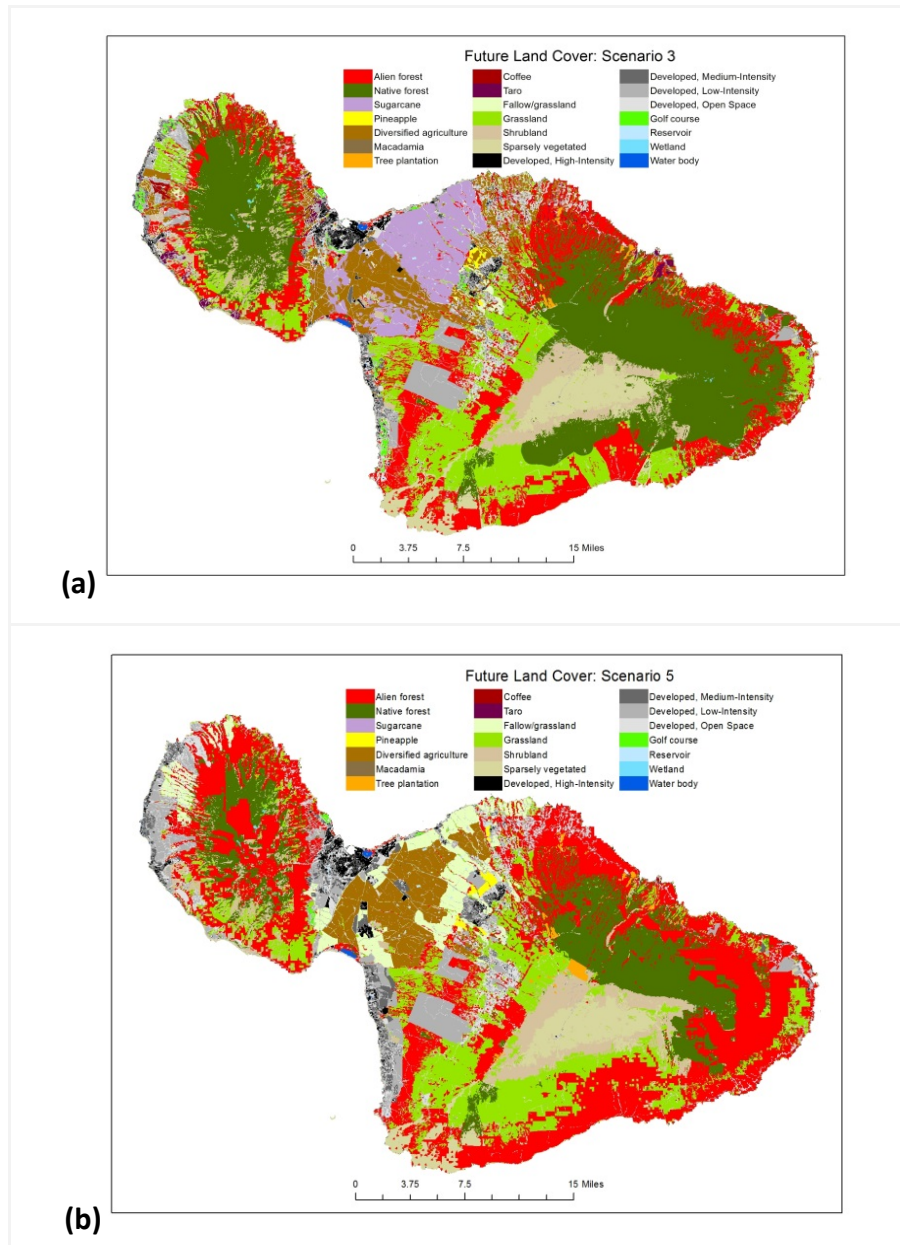 Future Land Cover: Scenario 3
Alien forest Coffee Developed, Medium-Intensity
Native forest Taro Developed, Low-Intensity
Sugarcane Fallow/grassland Developed, Open Space
Pineapple Grassland Golf course
Diversified agriculture Shrubland Reservoir
Macadamia Sparsely vegetated Wetland
Tree plantation Developed, High-Intensity Water body
0 3.75 7.5 15 Miles
(a)
Future Land Cover: Scenario 5
Alien forest Coffee Developed, Medium-Intensity
Native forest Taro Developed, Low-Intensity
Sugarcane Fallow/grassland Developed, Open Space
Pineapple Grassland Golf course
Diversified agriculture Shrubland Reservoir
Macadamia Sparsely vegetated Wetland
Tree plantation Developed, High-Intensity Water body
0 3.75 7.5 15 Miles
(b)